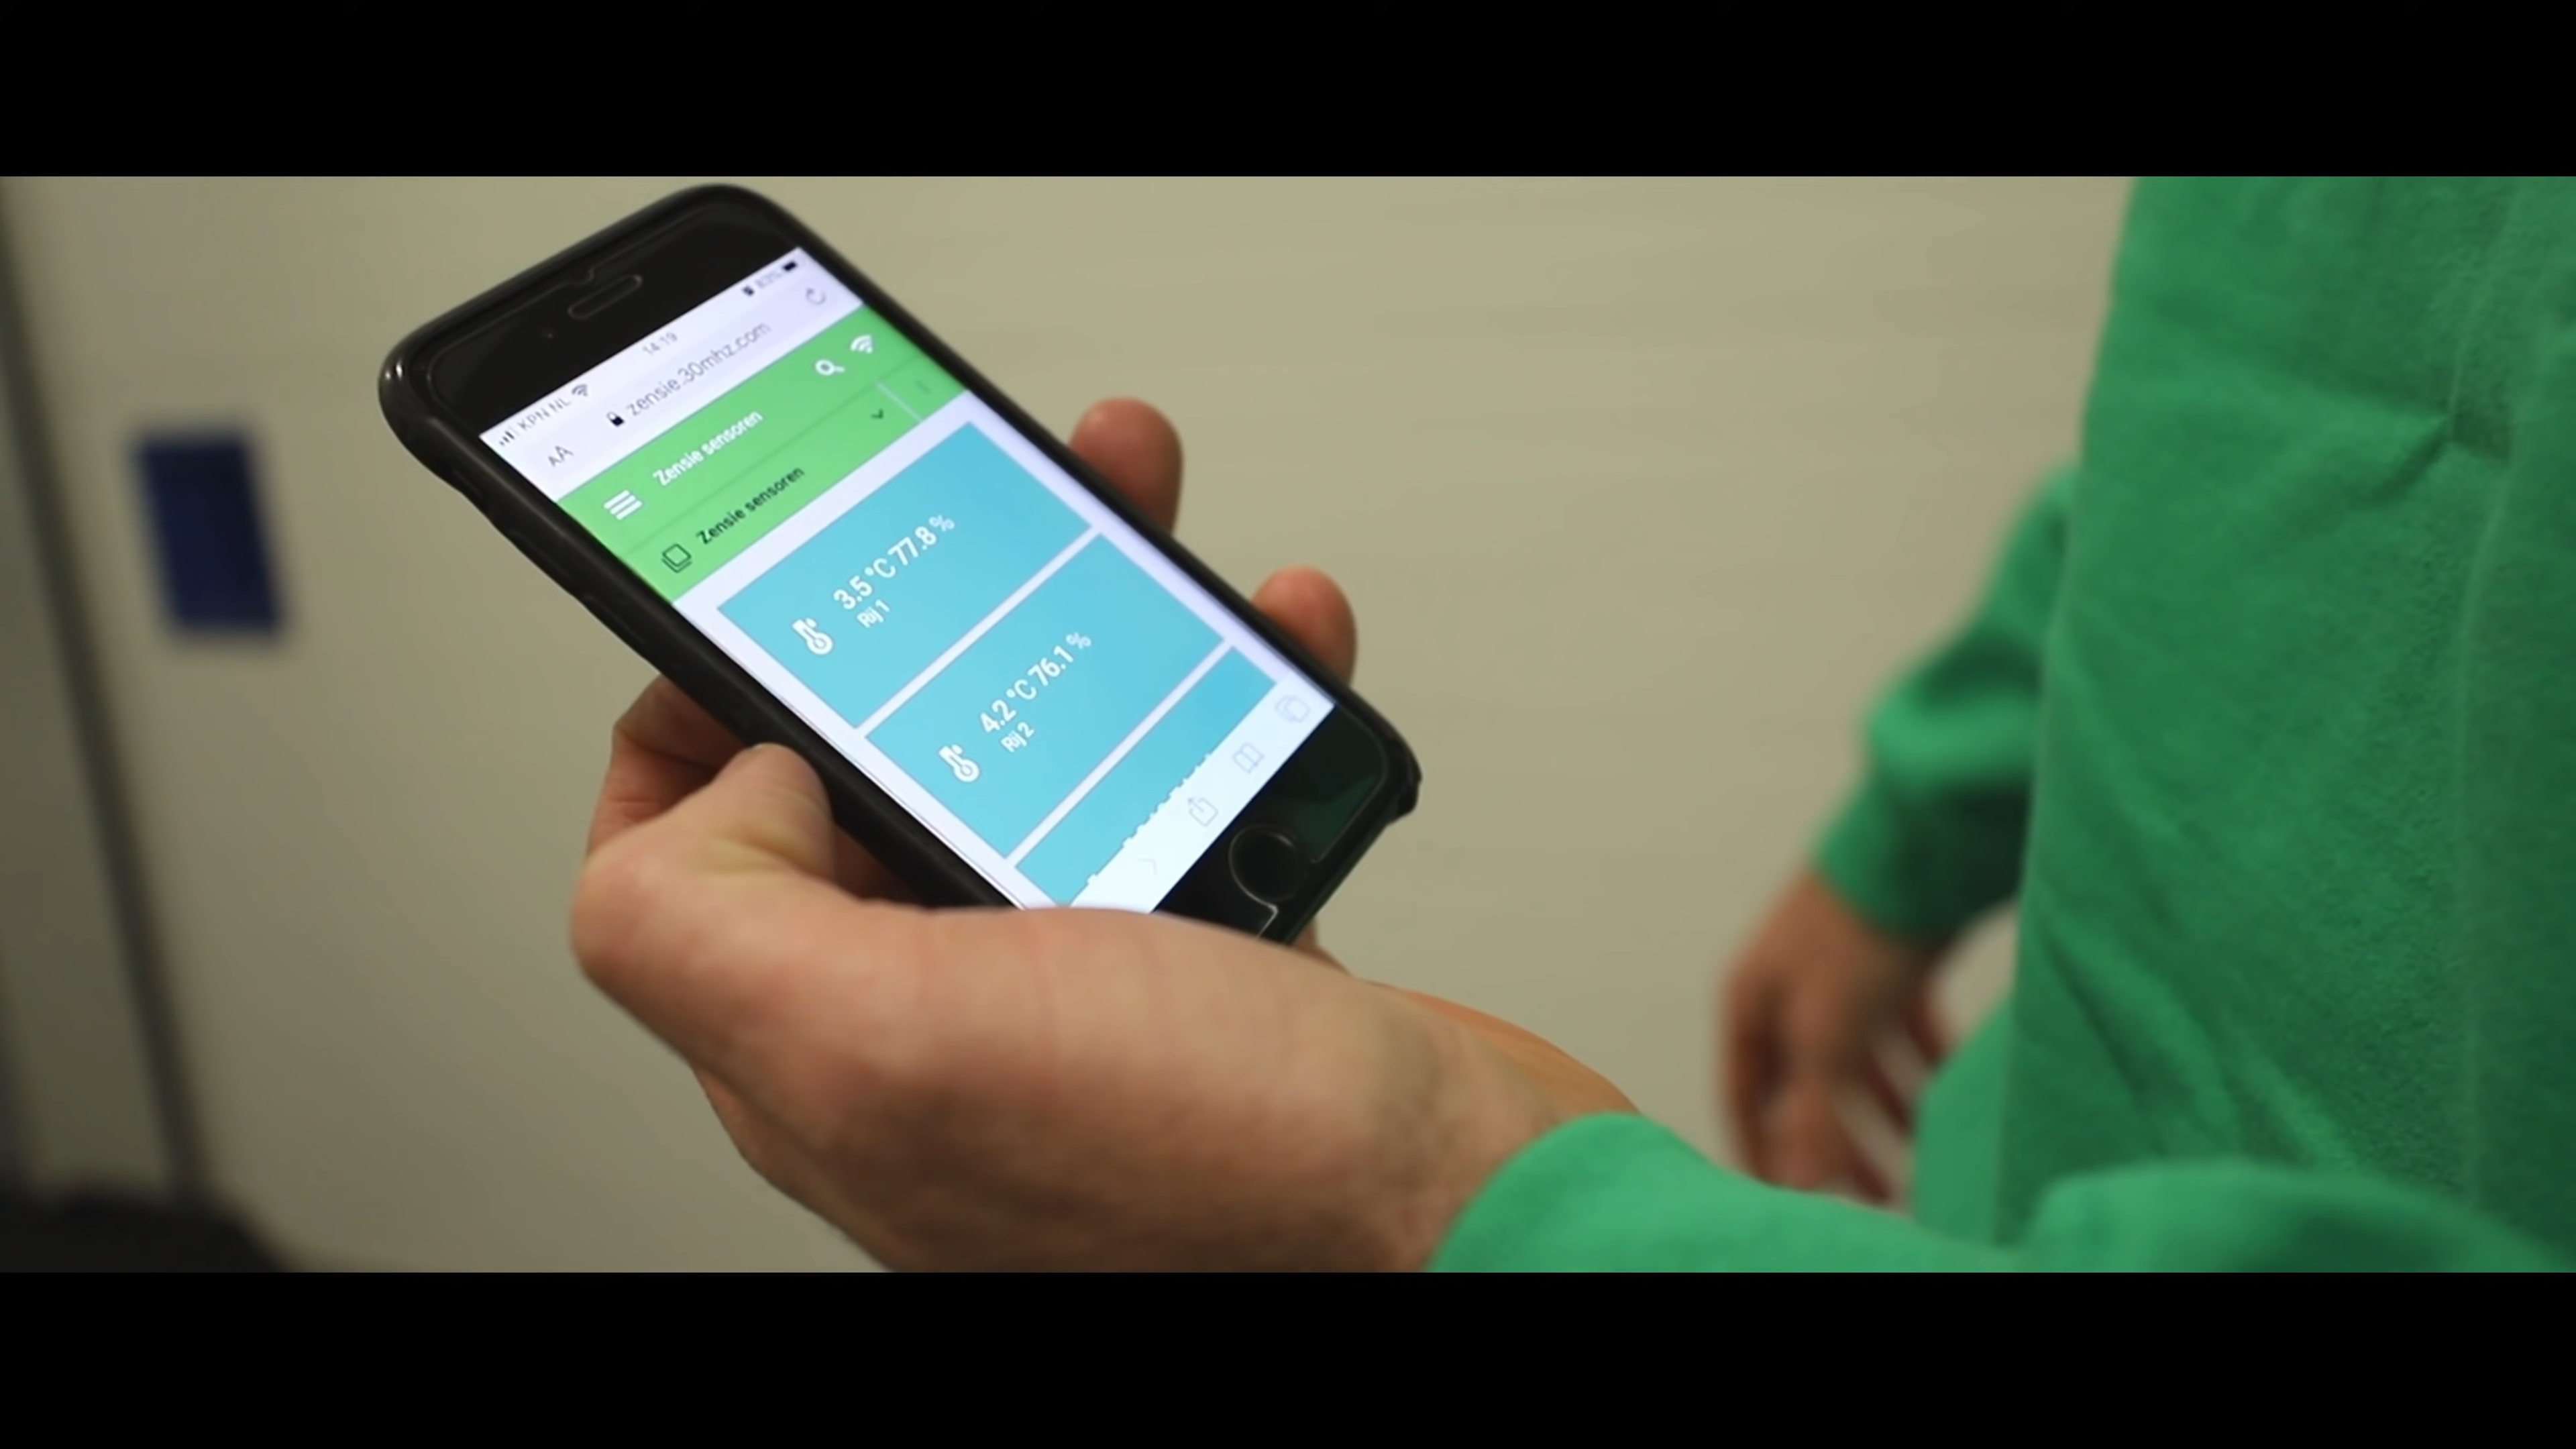 KPN NL
14:19
83%
AA
zensie.30mhz.com
Zensie sensoren
Zensie sensoren
3.5 °C 77.8 %
Rij 1
4.2 °C 76.1 %
Rij 2